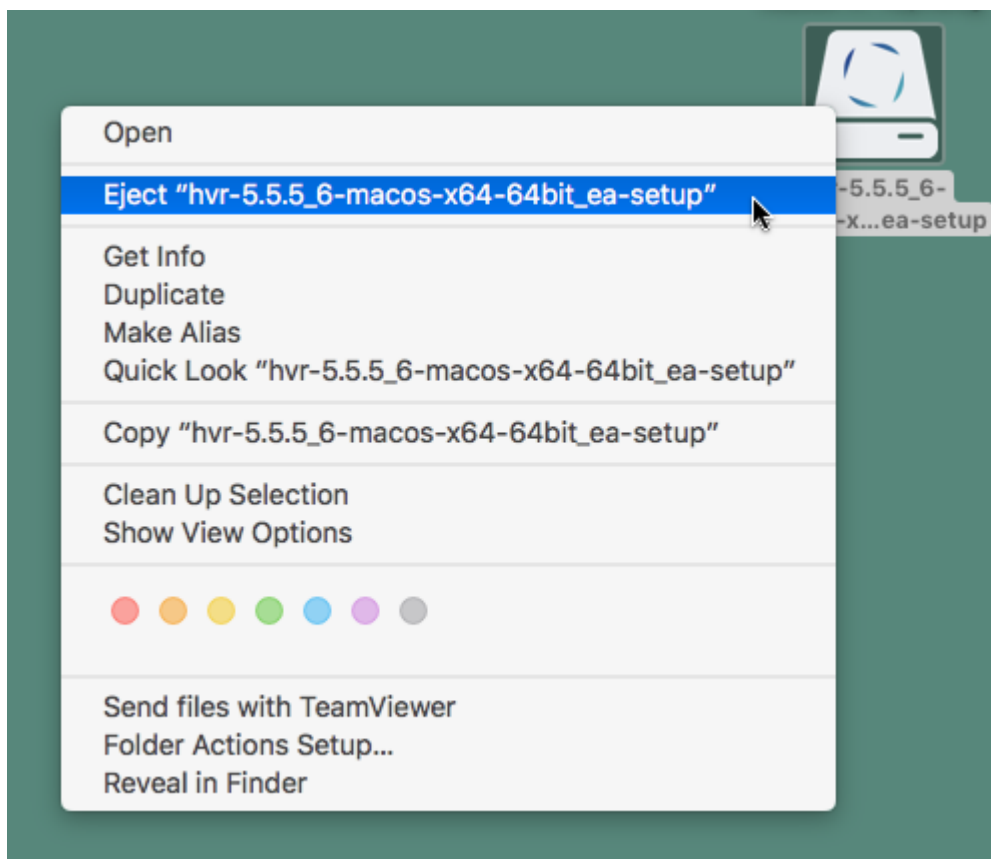 Open
Eject “hvr-5.5.5_6-macos-x64-64bit_ea-setup”
-5.5.5_6-
-x...ea-setup
Get Info
Duplicate
Make Alias
Quick Look “hvr-5.5.5_6-macos-x64-64bit_ea-setup”
Copy “hvr-5.5.5_6-macos-x64-64bit_ea-setup”
Clean Up Selection
Show View Options
Send files with TeamViewer
Folder Actions Setup...
Reveal in Finder